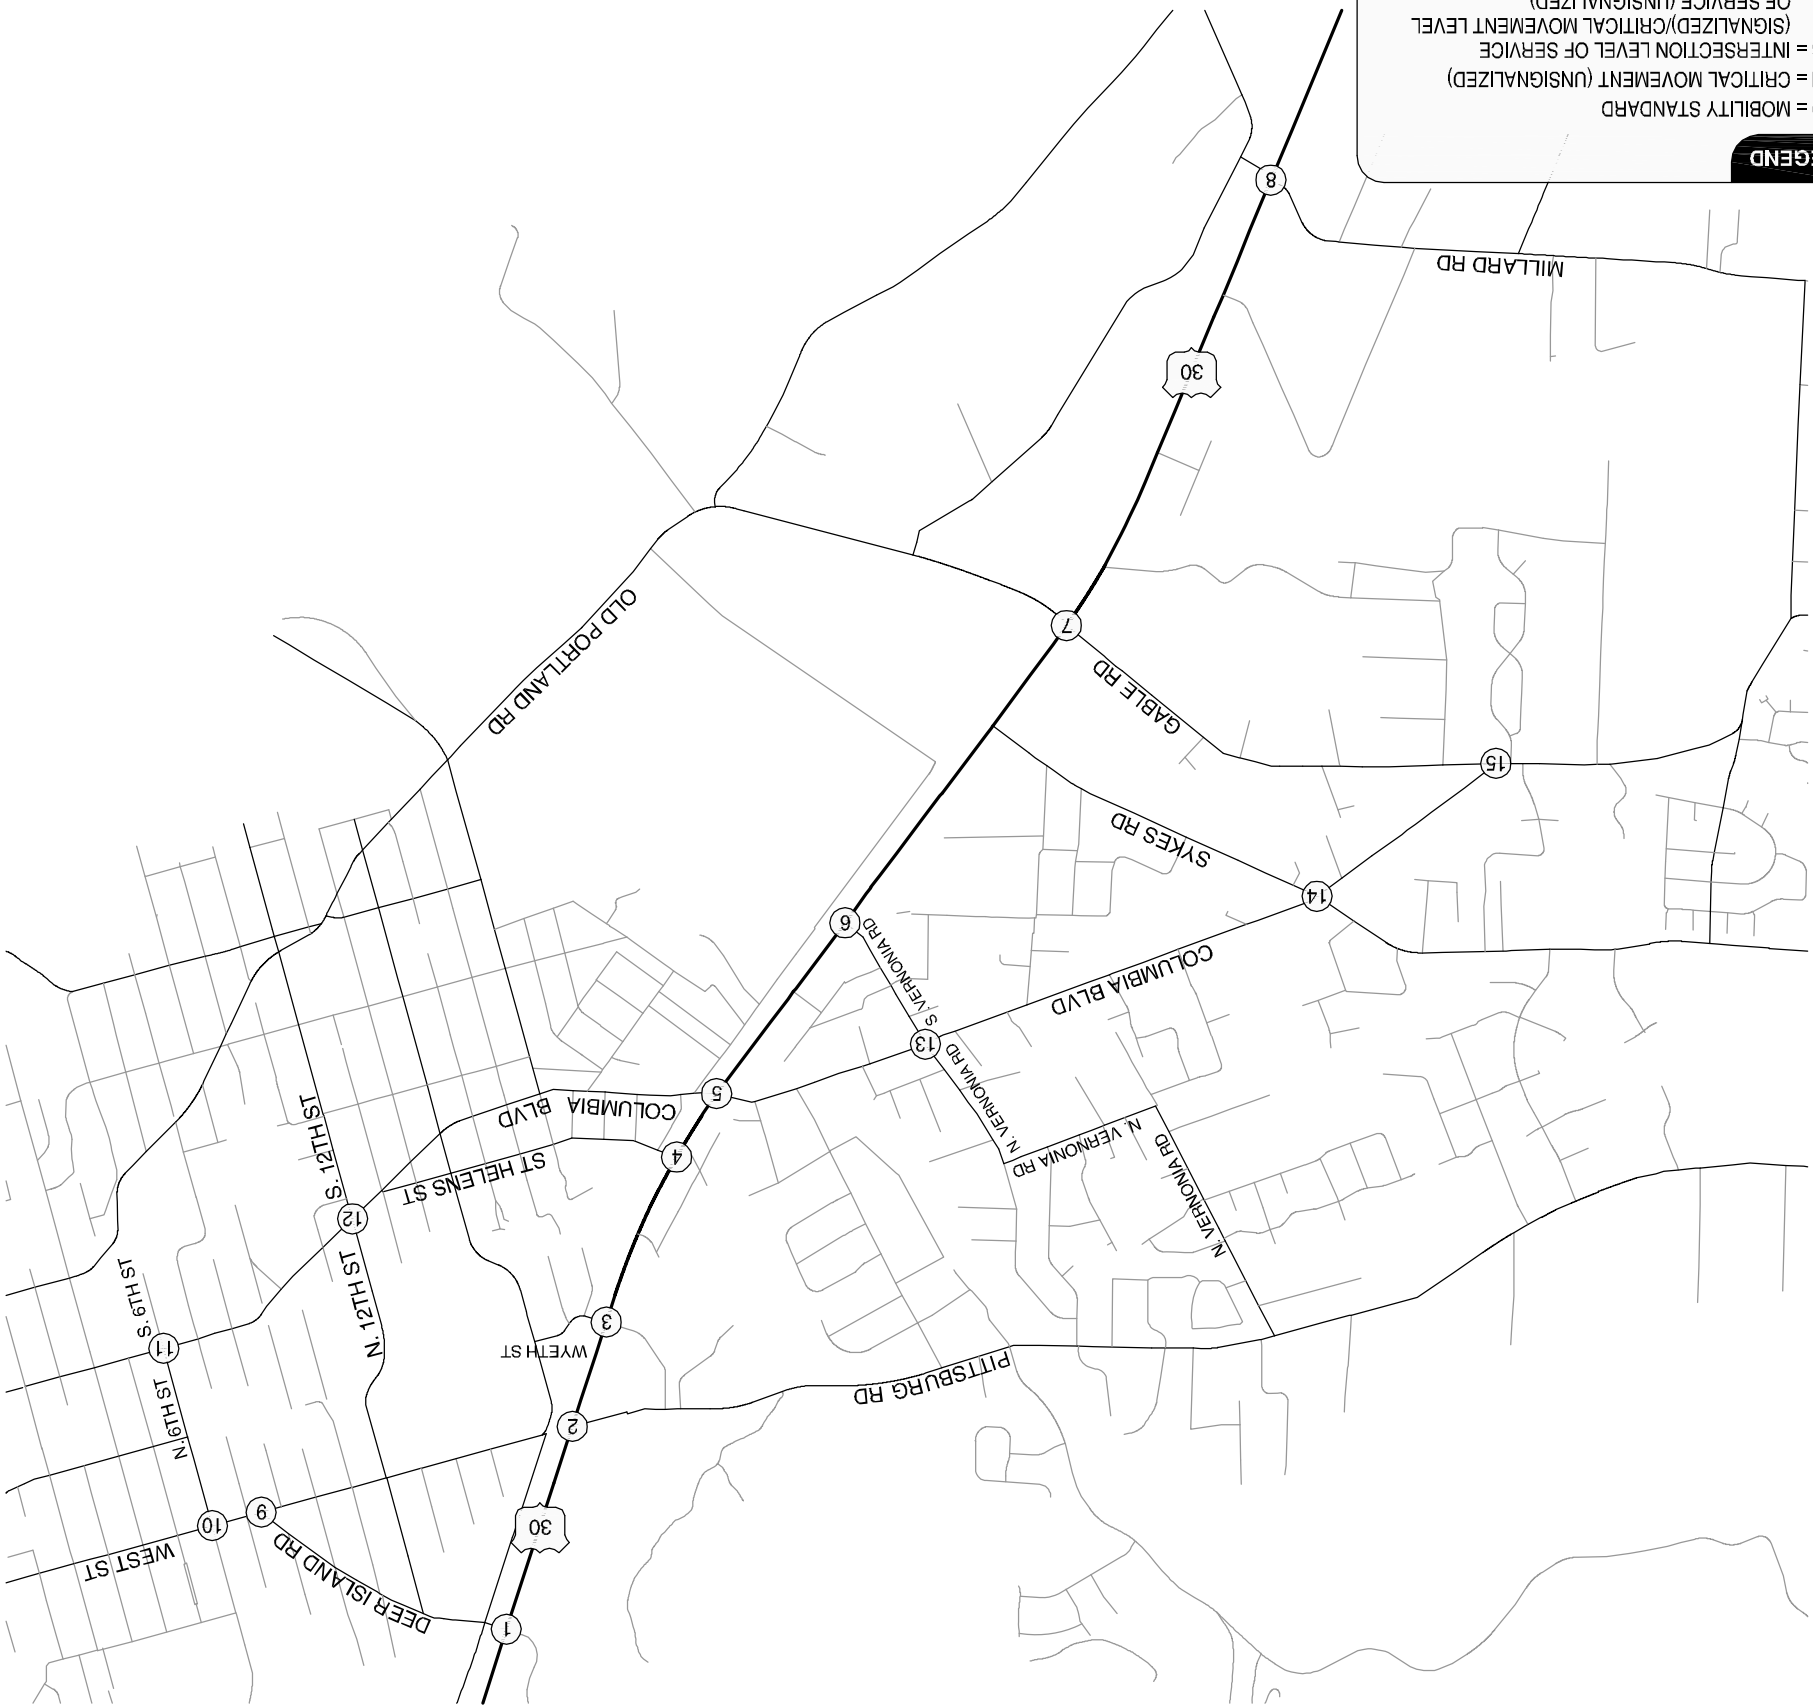 1
DEER ISLAND RD
WEST ST
30
10
9
2
N. 6TH ST
PITTSBURG RD
WYETH ST
11
3
N. 12TH ST
S. 6TH ST
N. VERNONIA RD
12
ST HELENS ST
4
N. VERNONIA RD
S. 12TH ST
COLUMBIA BLVD
5
N. VERNONIA RD
13
COLUMBIA BLVD
S. VERNONIA RD
6
14
SYKES RD
15
GABLE RD
OLD PORTLAND RD
7
30
MILLARD RD
8
EGEND
= MOBILITY STANDARD
= CRITICAL MOVEMENT (UNSIGNALIZED)
= INTERSECTION LEVEL OF SERVICE
(SIGNALIZED)/CRITICAL MOVEMENT LEVEL
OF SERVICE (UNSIGNALIZED)